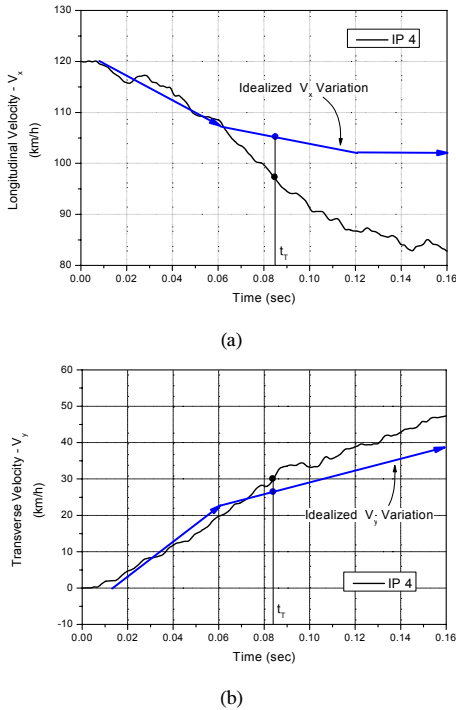 130
120
110
100
90
80
Longitudinal Velocity - Vx
(km/h)
IP 4
Idealized Vx Variation
tT
0.00 0.02 0.04 0.06 0.08 0.10 0.12 0.14 0.16
Time (sec)
(a)
60
50
40
30
20
10
0
-10
Transverse Velocity - Vy
(km/h)
Idealized Vy Variation
IP 4
tT
0.00 0.02 0.04 0.06 0.08 0.10 0.12 0.14 0.16
Time (sec)
(b)